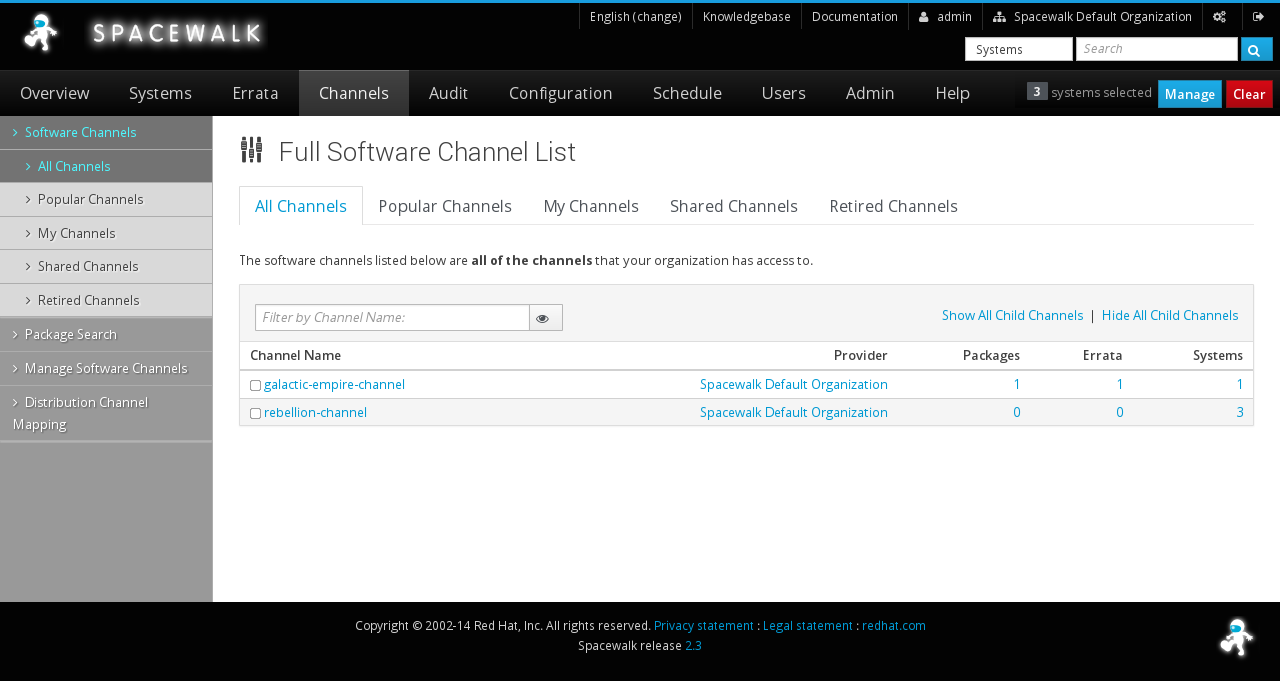 SPACEWALK
English (change) Knowledgebase Documentation admin Spacewalk Default Organization
Systems Search
Overview Systems Errata Channels Audit Configuration Schedule Users Admin Help 3 systems selected Manage Clear
Software Channels
All Channels
Popular Channels
My Channels
Shared Channels
Retired Channels
Package Search
Manage Software Channels
Distribution Channel
Mapping
Full Software Channel List
All Channels Popular Channels My Channels Shared Channels Retired Channels
The software channels listed below are all of the channels that your organization has access to.
Filter by Channel Name: Show All Child Channels | Hide All Child Channels
Channel Name Provider Packages Errata Systems
galactic-empire-channel Spacewalk Default Organization 1 1 1
rebellion-channel Spacewalk Default Organization 0 0 3
Copyright © 2002-14 Red Hat, Inc. All rights reserved. Privacy statement : Legal statement : redhat.com
Spacewalk release 2.3